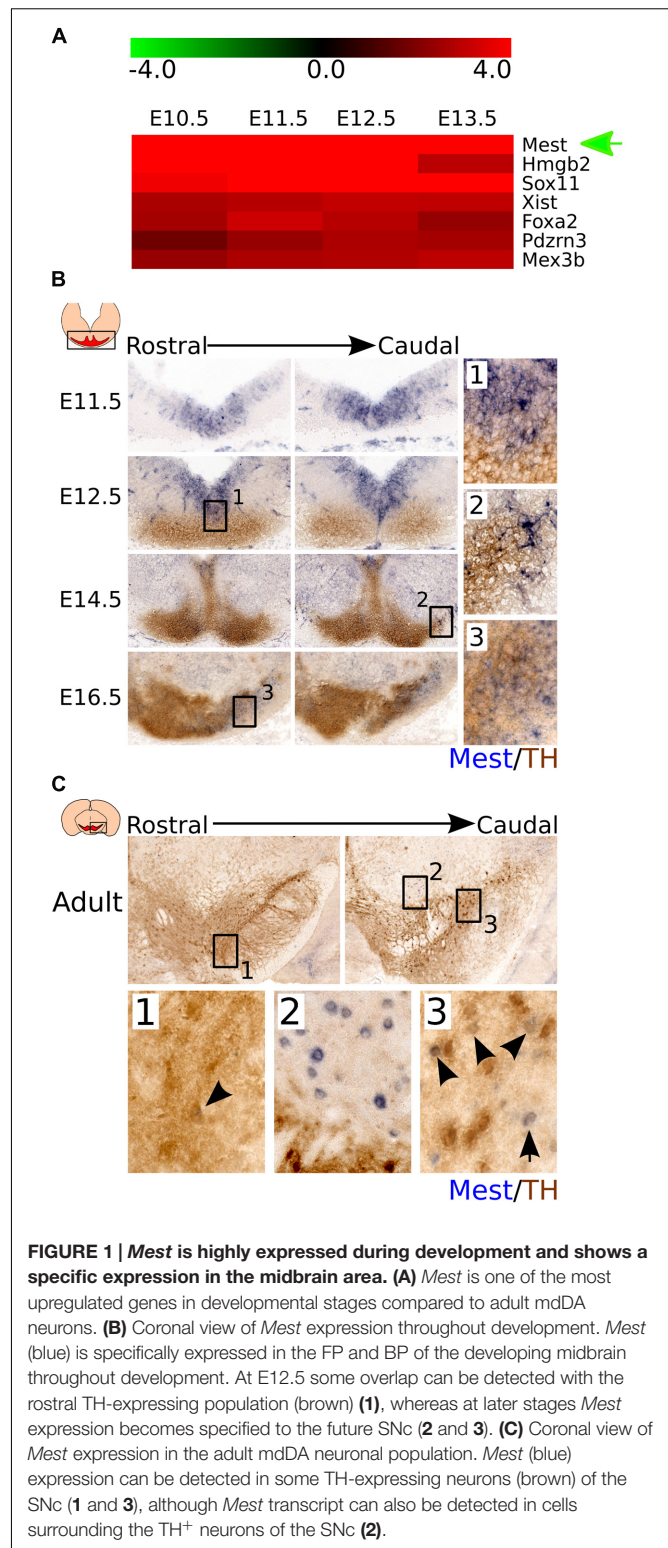 A
-4.0 0.0 4.0
E10.5 E11.5 E12.5 E13.5
Mest
Hmgb2
Sox11
Xist
Foxa2
Pdzrn3
Mex3b
B
Rostral Caudal
E11.5
1
E12.5
1
2
E14.5
2
3
E16.5
3
Mest/TH
C
Rostral Caudal
Adult
1
2
3
1
2
3
Mest/TH
FIGURE 1 | Mest is highly expressed during development and shows a
specific expression in the midbrain area. (A) Mest is one of the most
upregulated genes in developmental stages compared to adult mdDA
neurons. (B) Coronal view of Mest expression throughout development. Mest
(blue) is specifically expressed in the FP and BP of the developing midbrain
throughout development. At E12.5 some overlap can be detected with the
rostral TH-expressing population (brown) (1), whereas at later stages Mest
expression becomes specified to the future SNc (2 and 3). (C) Coronal view of
Mest expression in the adult mdDA neuronal population. Mest (blue)
expression can be detected in some TH-expressing neurons (brown) of the
SNc (1 and 3), although Mest transcript can also be detected in cells
surrounding the TH⁺ neurons of the SNc (2).